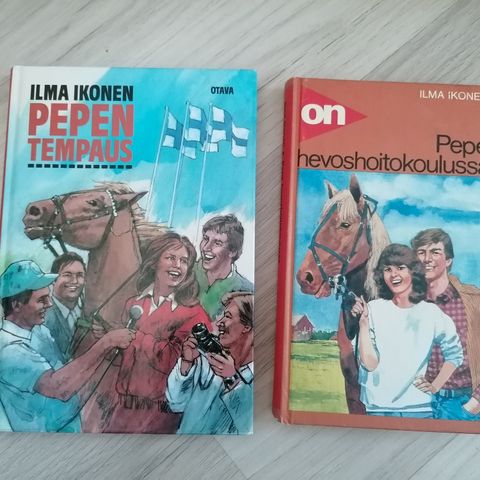 ILMA IKONEN
OTAVA
PEPEN
TEMPAUS
on
ILMA IKONE
Pepe
hevoshoitokoulussa